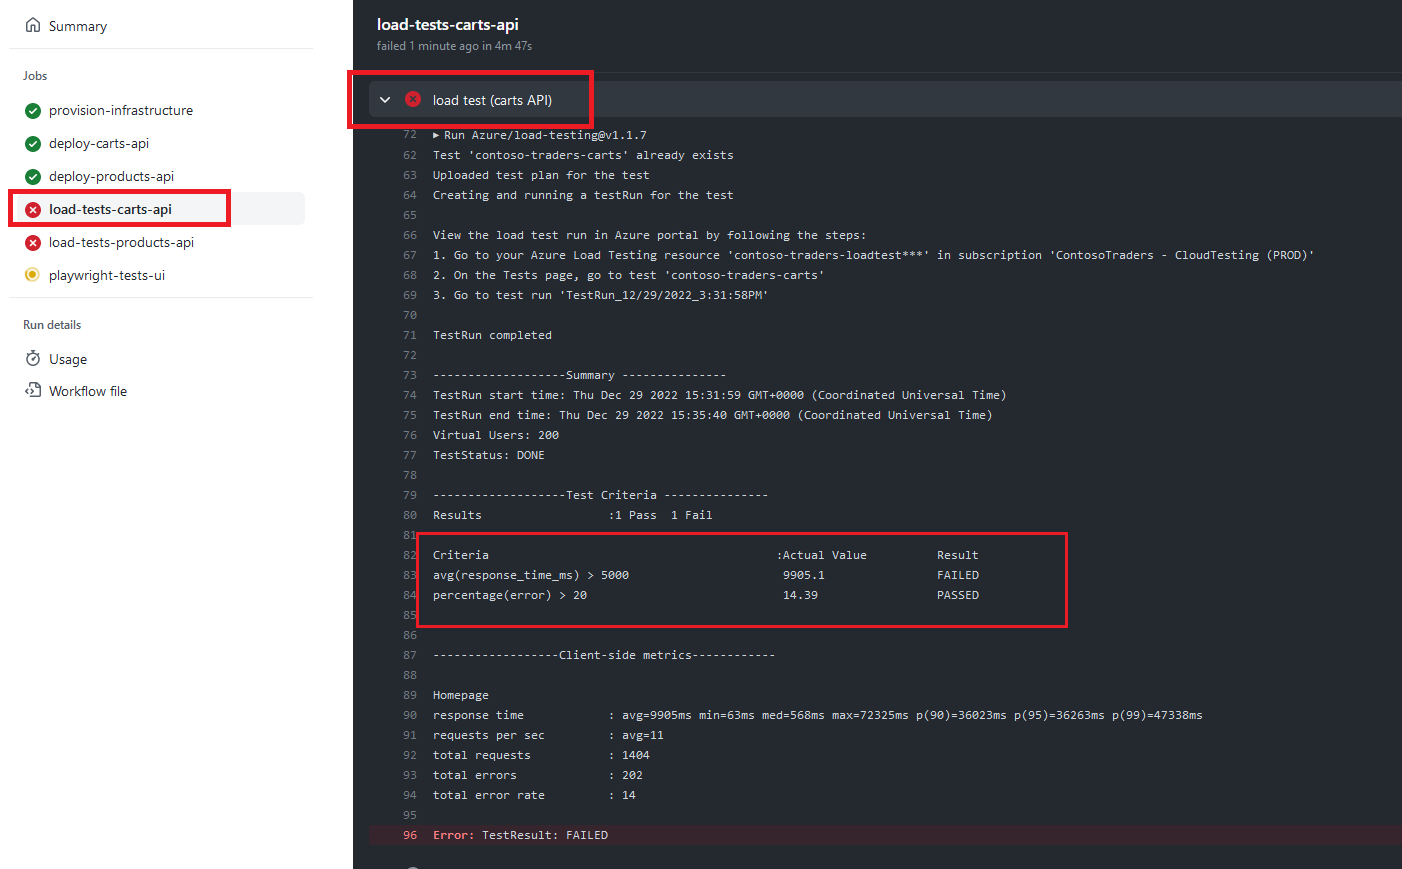 Summary
Jobs
provision-infrastructure
deploy-carts-api
deploy-products-api
load-tests-carts-api
load-tests-products-api
playwright-tests-ui
Run details
Usage
Workflow file
load-tests-carts-api
failed 1 minute ago in 4m 47s
load test (carts API)
72 Run Azure/load-testing@v1.1.7
62 Test 'contoso-traders-carts' already exists
63 Uploaded test plan for the test
64 Creating and running a testRun for the test
65
66 View the load test run in Azure portal by following the steps:
67 1. Go to your Azure Load Testing resource 'contoso-traders-loadtest***' in subscription 'ContosoTraders - CloudTesting (PROD)'
68 2. On the Tests page, go to test 'contoso-traders-carts'
69 3. Go to test run 'TestRun_12/29/2022_3:31:58PM'
70
71 TestRun completed
72
73 -------------------Summary ---------------
74 TestRun start time: Thu Dec 29 2022 15:31:59 GMT+0000 (Coordinated Universal Time)
75 TestRun end time: Thu Dec 29 2022 15:35:40 GMT+0000 (Coordinated Universal Time)
76 Virtual Users: 200
77 TestStatus: DONE
78
79 -------------------Test Criteria ---------------
80 Results :1 Pass 1 Fail
81
82 Criteria :Actual Value Result
83 avg(response_time_ms) > 5000 9905.1 FAILED
84 percentage(error) > 20 14.39 PASSED
85
86
87 ------------------Client-side metrics------------
88
89 Homepage
90 response time : avg=9905ms min=63ms med=568ms max=72325ms p(90)=36023ms p(95)=36263ms p(99)=47338ms
91 requests per sec : avg=11
92 total requests : 1404
93 total errors : 202
94 total error rate : 14
95
96 Error: TestResult: FAILED